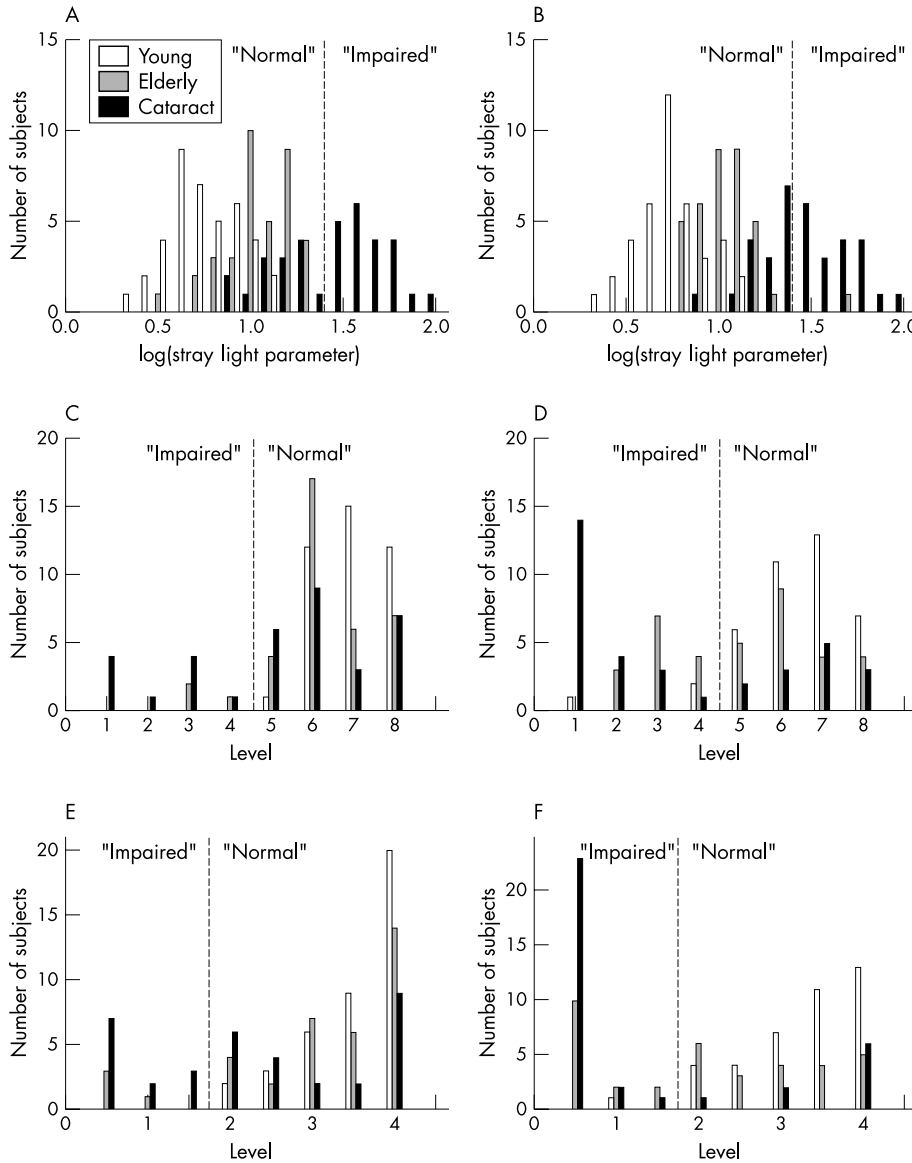 A
15
10
5
0
Number of subjects
Young
Elderly
Cataract
"Normal" "Impaired"
0.0 0.5 1.0 1.5 2.0
log(stray light parameter)
B
15
10
5
0
Number of subjects
"Normal" "Impaired"
0.0 0.5 1.0 1.5 2.0
log(stray light parameter)
C
20
15
10
5
0
Number of subjects
"Impaired" "Normal"
0 1 2 3 4 5 6 7 8
Level
D
20
15
10
5
0
Number of subjects
"Impaired" "Normal"
0 1 2 3 4 5 6 7 8
Level
E
20
15
10
5
0
Number of subjects
"Impaired" "Normal"
0 1 2 3 4
Level
F
20
15
10
5
0
Number of subjects
"Impaired" "Normal"
0 1 2 3 4
Level